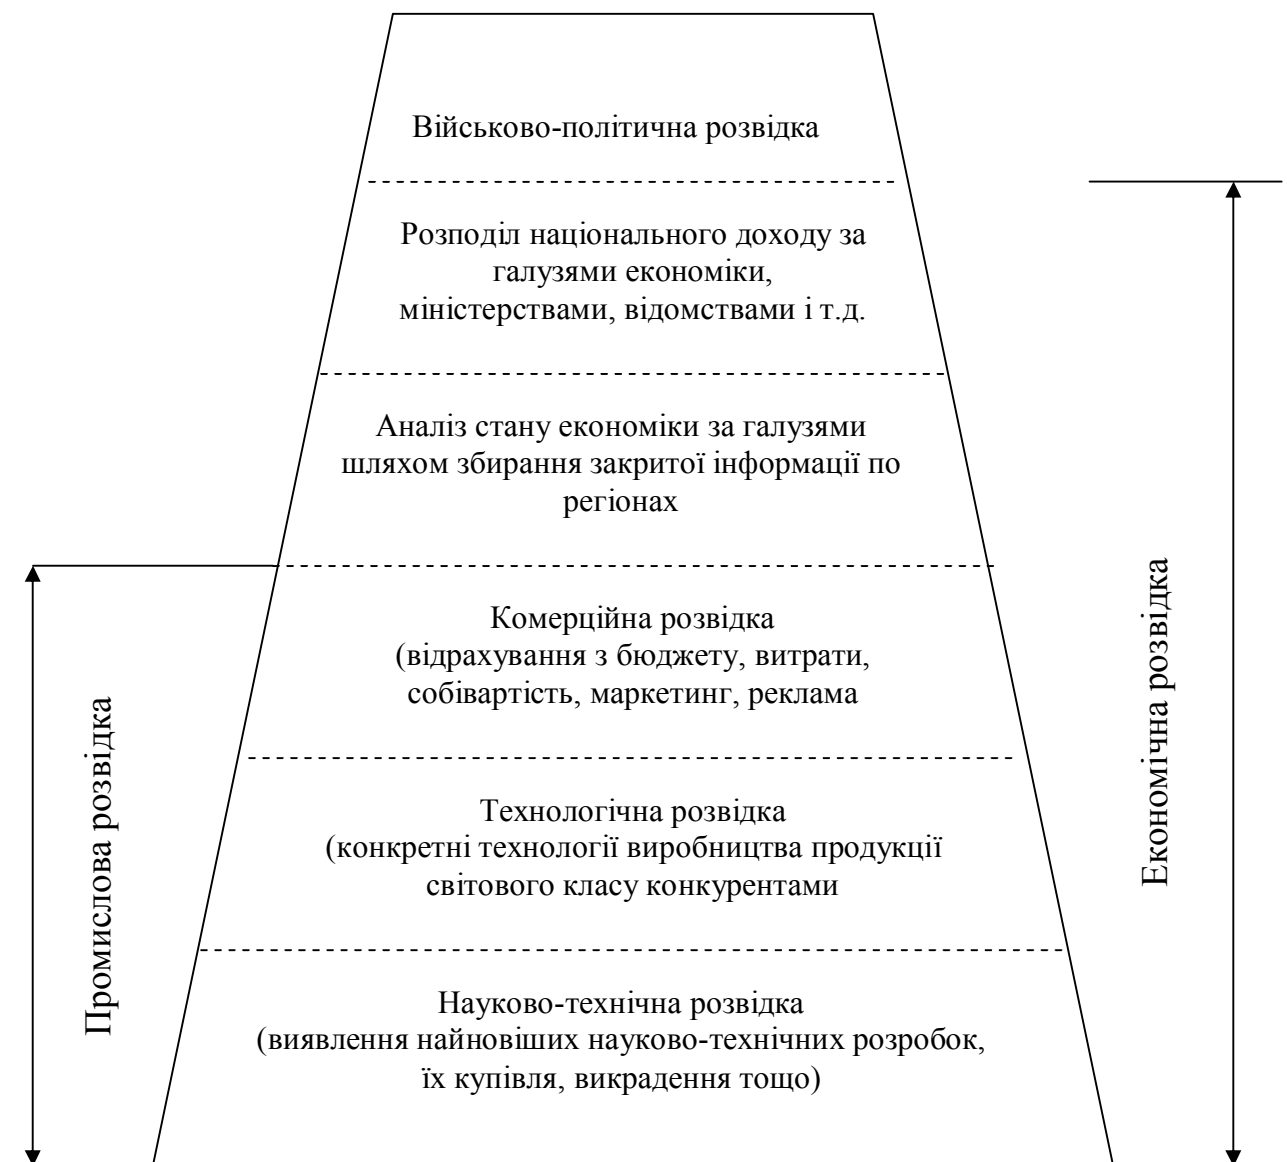 Військово-політична розвідка
Розподіл національного доходу за
галузями економіки,
міністерствами, відомствами і т.д.
Аналіз стану економіки за галузями
шляхом збирання закритої інформації по
регіонах
Комерційна розвідка
(відрахування з бюджету, витрати,
собівартість, маркетинг, реклама
Технологічна розвідка
(конкретні технології виробництва продукції
світового класу конкурентами
Науково-технічна розвідка
(виявлення найновіших науково-технічних розробок,
їх купівля, викрадення тощо)
Промислова розвідка
Економічна розвідка